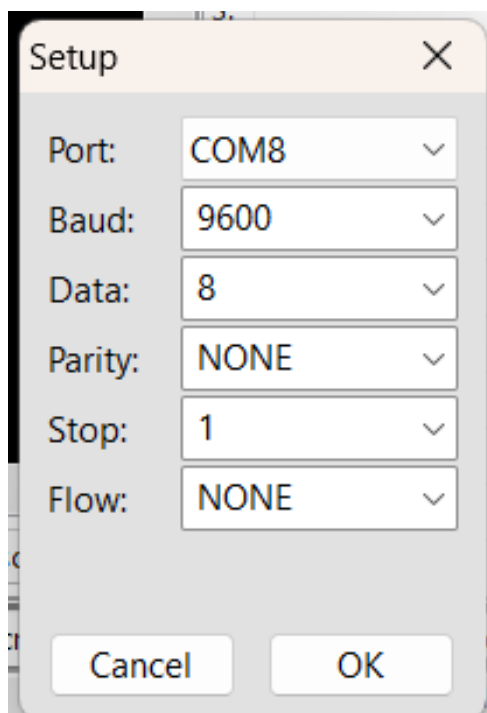 Setup
Port: COM8
Baud: 9600
Data: 8
Parity: NONE
Stop: 1
Flow: NONE
Cancel OK